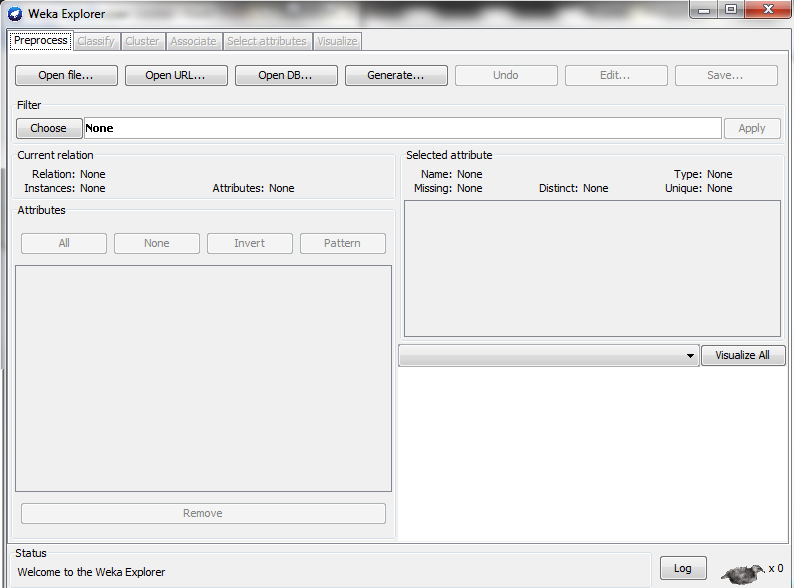 Weka Explorer
Preprocess Classify Cluster Associate Select attributes Visualize
Open file... Open URL... Open DB... Generate... Undo Edit... Save...
Filter
Choose None Apply
Current relation
Relation: None
Instances: None Attributes: None
Selected attribute
Name: None Type: None
Missing: None Distinct: None Unique: None
Attributes
All None Invert Pattern
Visualize All
Remove
Status
Welcome to the Weka Explorer
Log x 0